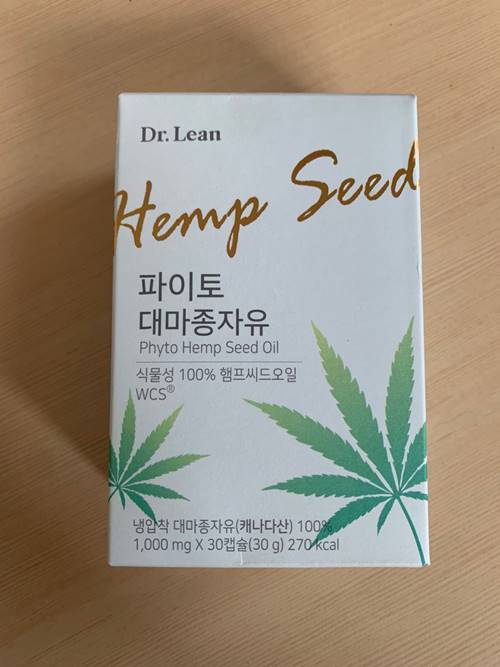 Dr. Lean
Hemp Seed
파이토
대마종자유
Phyto Hemp Seed Oil
식물성 100% 햄프씨드오일
WCS®
냉압착 대마종자유(캐나다산) 100%
1,000 mg X 30캡슐(30 g) 270 kcal